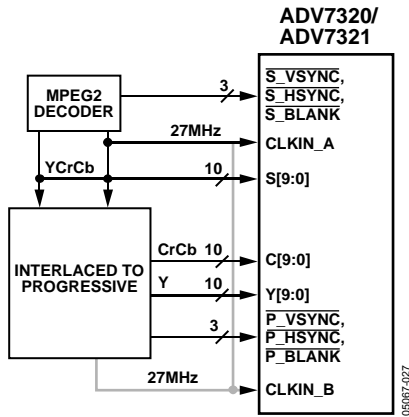 ADV7320/
ADV7321
MPEG2
DECODER
3
S_VSYNC,
S_HSYNC,
S_BLANK
27MHz
CLKIN_A
YCrCb
10
S[9:0]
INTERLACED TO
PROGRESSIVE
CrCb 10
C[9:0]
Y 10
Y[9:0]
3
P_VSYNC,
P_HSYNC,
P_BLANK
27MHz
CLKIN_B
05067-027